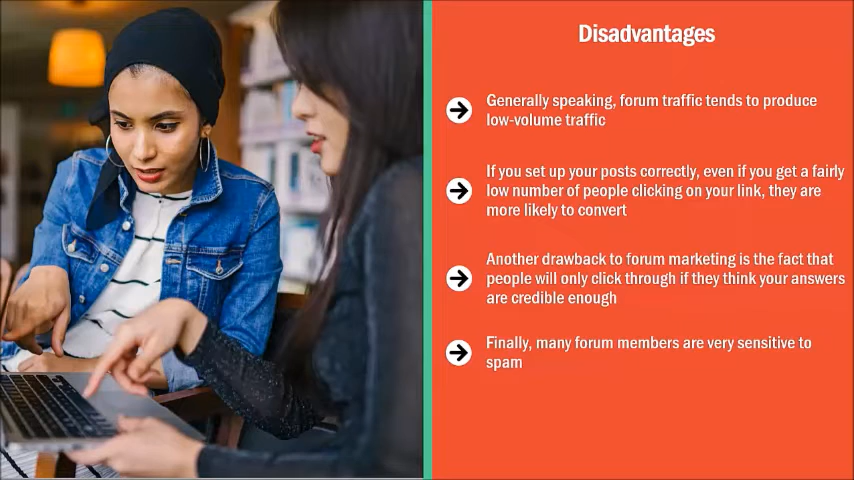 Disadvantages
Generally speaking, forum traffic tends to produce
low-volume traffic
If you set up your posts correctly, even if you get a fairly
low number of people clicking on your link, they are
more likely to convert
Another drawback to forum marketing is the fact that
people will only click through if they think your answers
are credible enough
Finally, many forum members are very sensitive to
spam